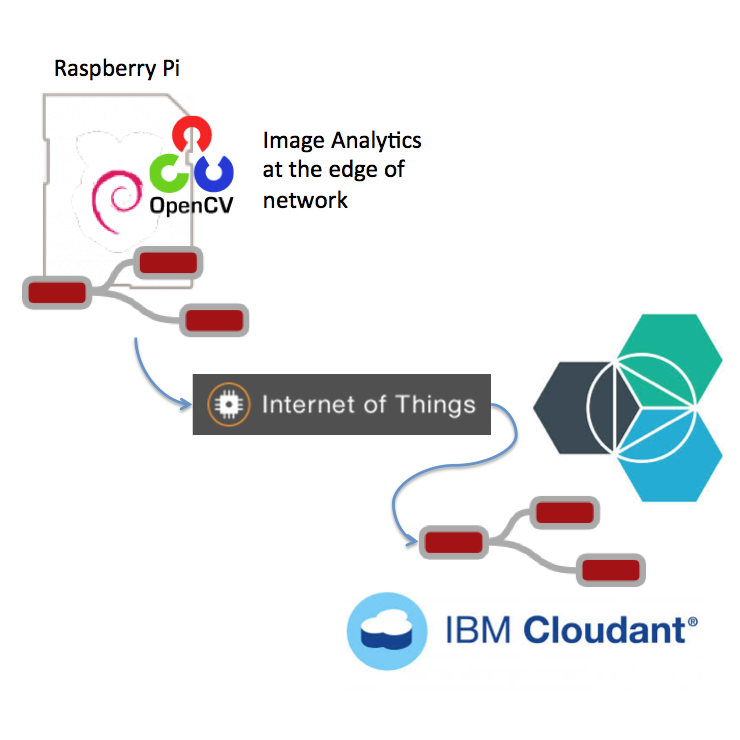 Raspberry Pi
OpenCV
Image Analytics
at the edge of
network
Internet of Things
IBM Cloudant®